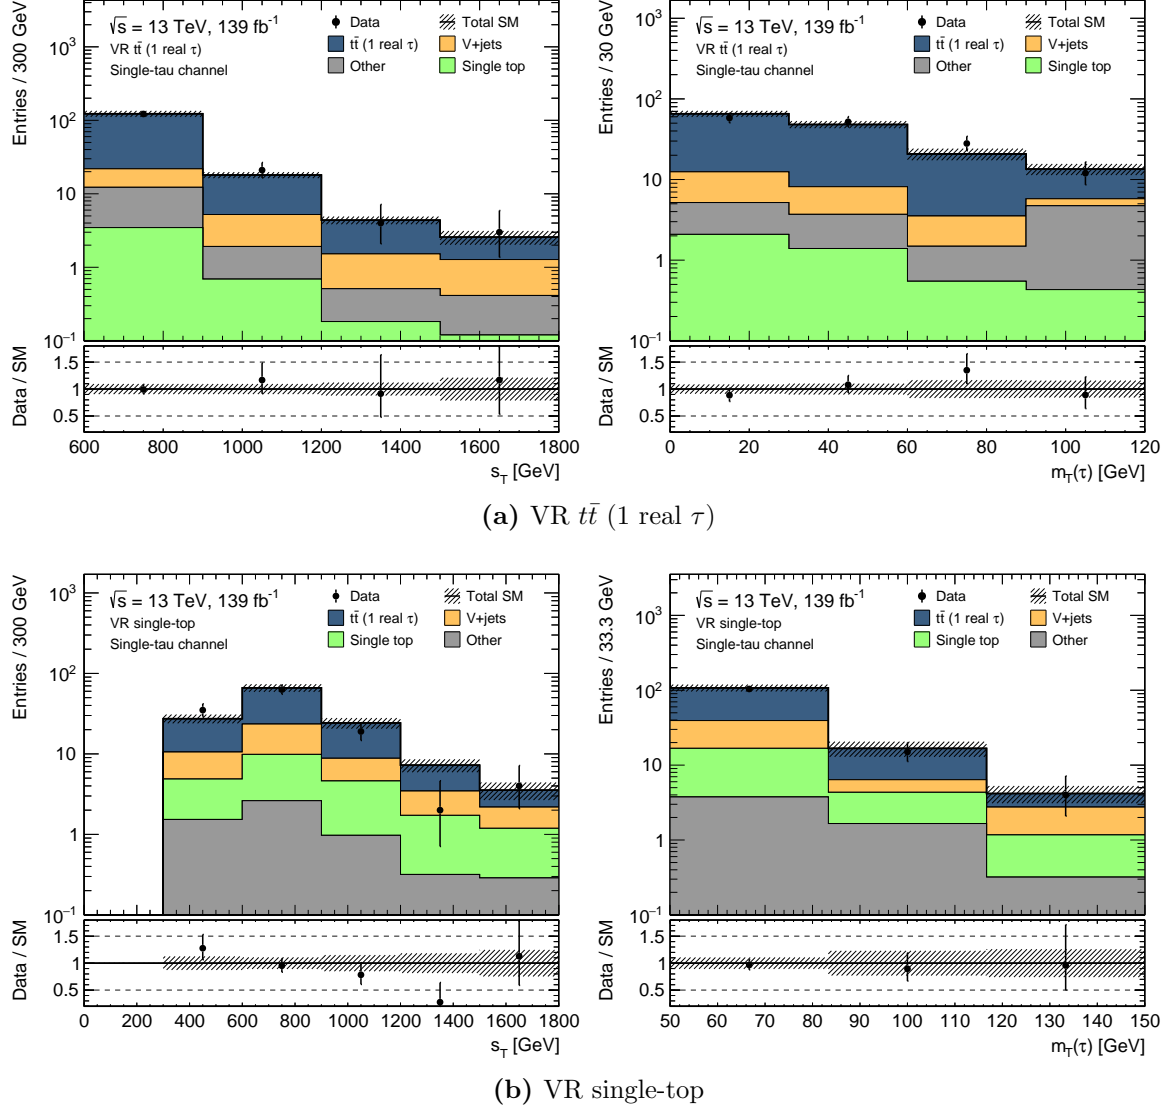 √s = 13 TeV, 139 fb⁻¹
VR tt̄ (1 real τ)
Single-tau channel
Data
Total SM
tt̄ (1 real τ)
V+jets
Other
Single top
Entries / 300 GeV
10³
10²
10
1
10⁻¹
Data / SM
1.5
1
0.5
600 800 1000 1200 1400 1600 1800
s_T [GeV]
√s = 13 TeV, 139 fb⁻¹
VR tt̄ (1 real τ)
Single-tau channel
Data
Total SM
tt̄ (1 real τ)
V+jets
Other
Single top
Entries / 30 GeV
10³
10²
10
1
10⁻¹
Data / SM
1.5
1
0.5
0 20 40 60 80 100 120
m_T(τ) [GeV]
(a) VR tt̄ (1 real τ)
√s = 13 TeV, 139 fb⁻¹
VR single-top
Single-tau channel
Data
Total SM
tt̄ (1 real τ)
V+jets
Single top
Other
Entries / 300 GeV
10³
10²
10
1
10⁻¹
Data / SM
1.5
1
0.5
0 200 400 600 800 1000 1200 1400 1600 1800
s_T [GeV]
√s = 13 TeV, 139 fb⁻¹
VR single-top
Single-tau channel
Data
Total SM
tt̄ (1 real τ)
V+jets
Single top
Other
Entries / 33.3 GeV
10³
10²
10
1
10⁻¹
Data / SM
1.5
1
0.5
50 60 70 80 90 100 110 120 130 140 150
m_T(τ) [GeV]
(b) VR single-top